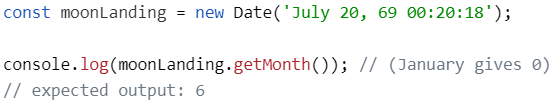 const moonLanding = new Date('July 20, 69 00:20:18');
console.log(moonLanding.getMonth()); // (January gives 0)
// expected output: 6